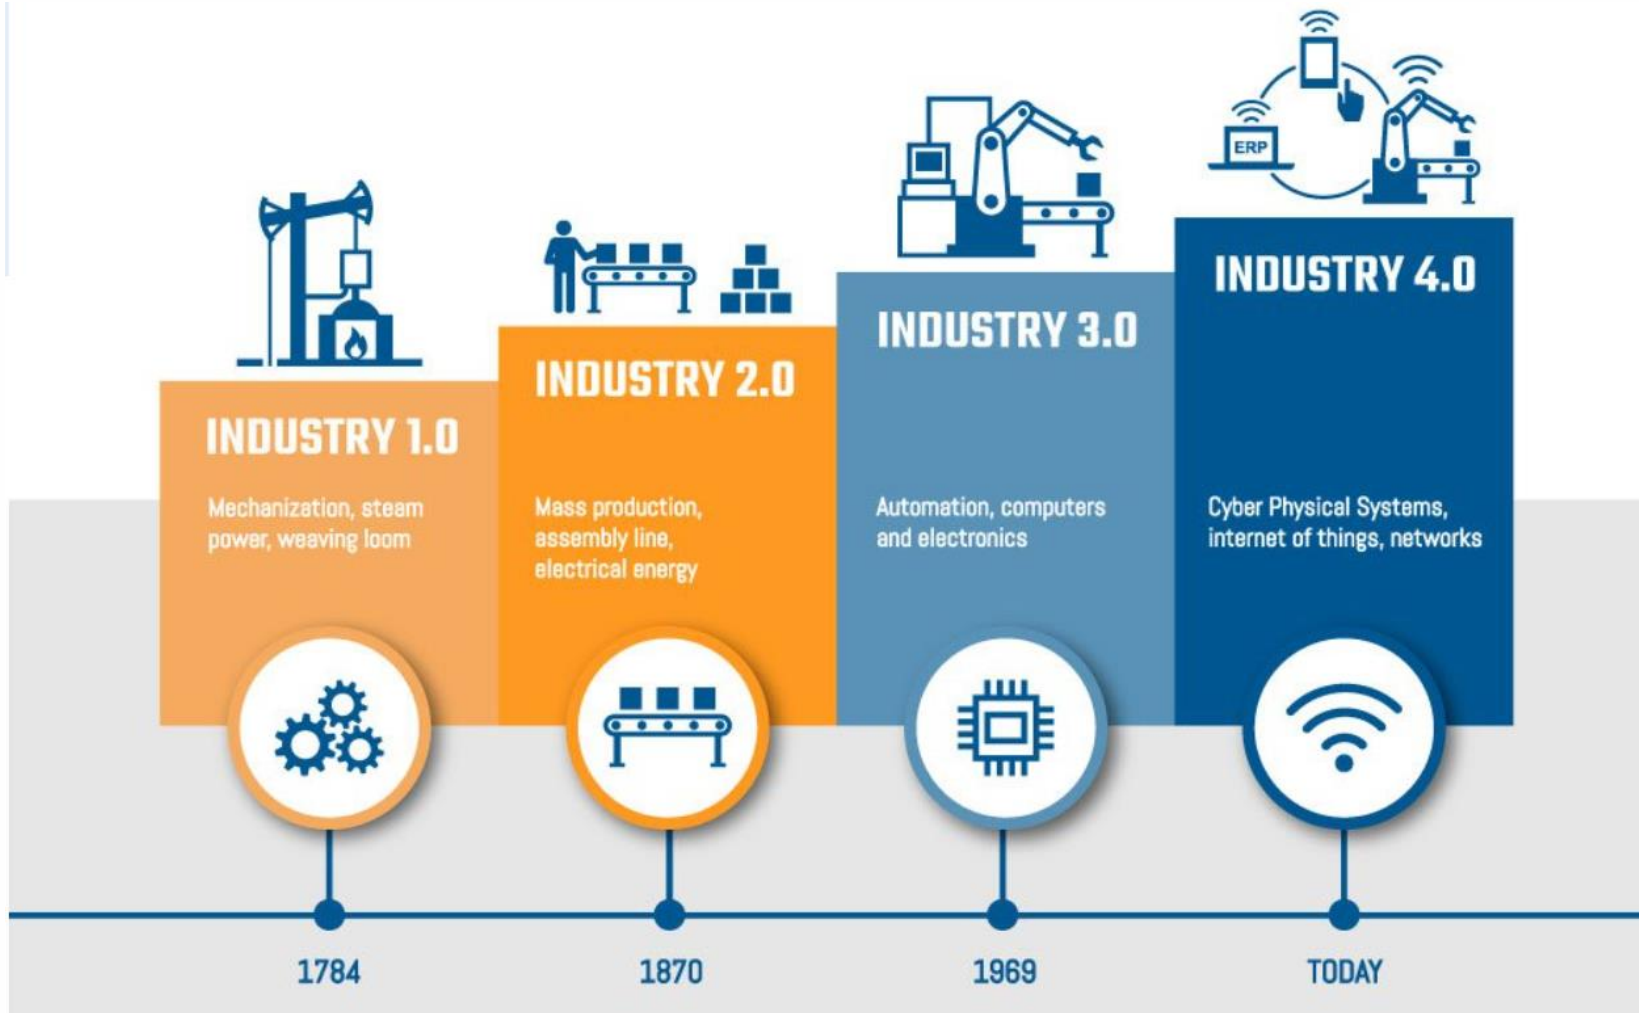 ERP
INDUSTRY 1.0
Mechanization, steam
power, weaving loom
INDUSTRY 2.0
Mass production,
assembly line,
electrical energy
INDUSTRY 3.0
Automation, computers
and electronics
INDUSTRY 4.0
Cyber Physical Systems,
internet of things, networks
1784
1870
1969
TODAY